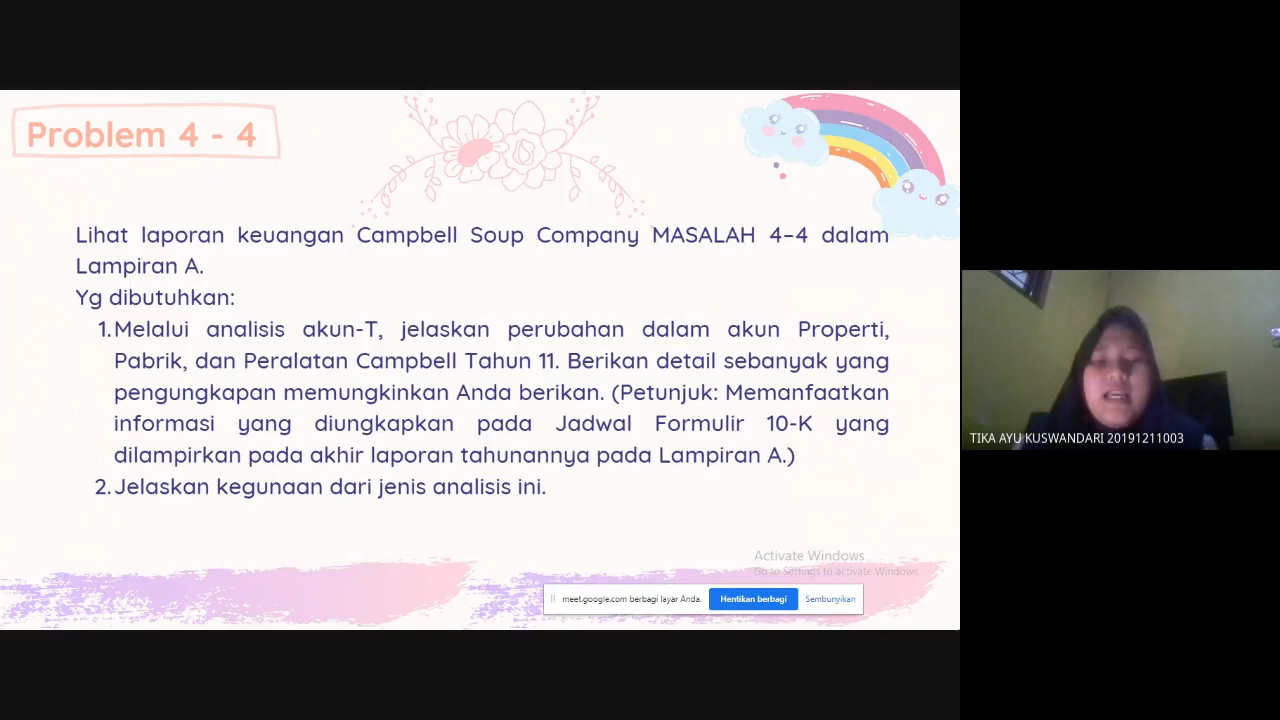 Problem 4 - 4
Lihat laporan keuangan Campbell Soup Company MASALAH 4–4 dalam
Lampiran A.
Yg dibutuhkan:
1.Melalui analisis akun-T, jelaskan perubahan dalam akun Properti,
Pabrik, dan Peralatan Campbell Tahun 11. Berikan detail sebanyak yang
pengungkapan memungkinkan Anda berikan. (Petunjuk: Memanfaatkan
informasi yang diungkapkan pada Jadwal Formulir 10-K yang
dilampirkan pada akhir laporan tahunannya pada Lampiran A.)
2.Jelaskan kegunaan dari jenis analisis ini.
Activate Windows
Go to Settings to activate Windows.
meet.google.com berbagi layar Anda.
Hentikan berbagi
Sembunyikan
TIKA AYU KUSWANDARI 20191211003